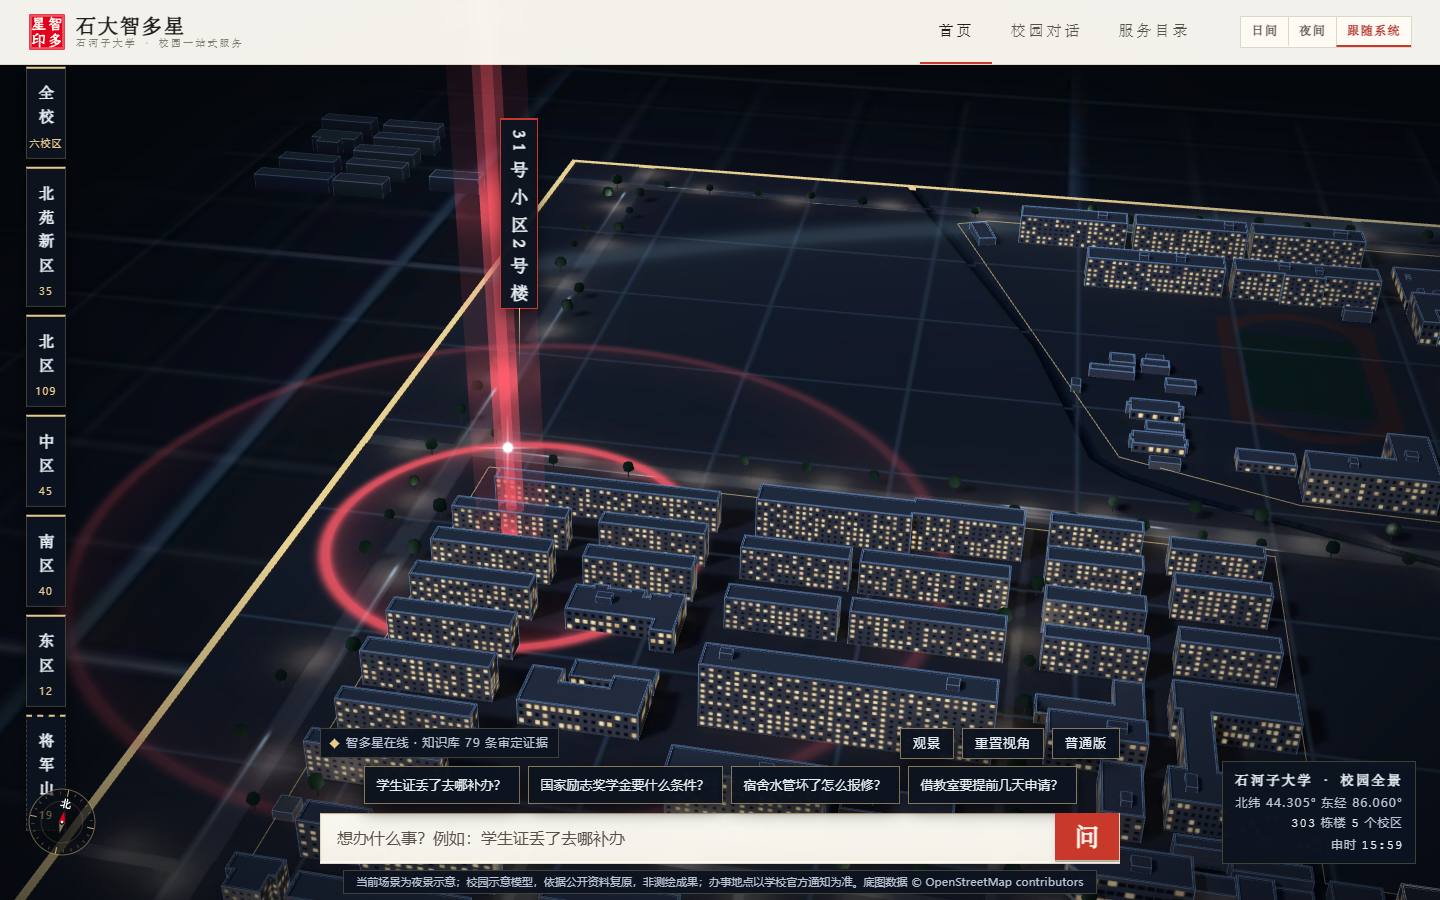 星智
印多
石大智多星
石河子大学 · 校园一站式服务
首页
校园对话
服务目录
日间
夜间
跟随系统
全校
六校区
北苑新区
35
北区
109
中区
45
南区
40
东区
12
将军山
19
北
31号小区2号楼
◆ 智多星在线 · 知识库 79 条审定证据
观景
重置视角
普通版
学生证丢了去哪补办？
国家励志奖学金要什么条件？
宿舍水管坏了怎么报修？
借教室要提前几天申请？
想办什么事？例如：学生证丢了去哪补办
问
石河子大学 · 校园全景
北纬 44.305° 东经 86.060°
303 栋楼 5 个校区
申时 15:59
当前场景为夜景示意；校园示意模型，依据公开资料复原，非测绘成果；办事地点以学校官方通知为准。底图数据 © OpenStreetMap contributors